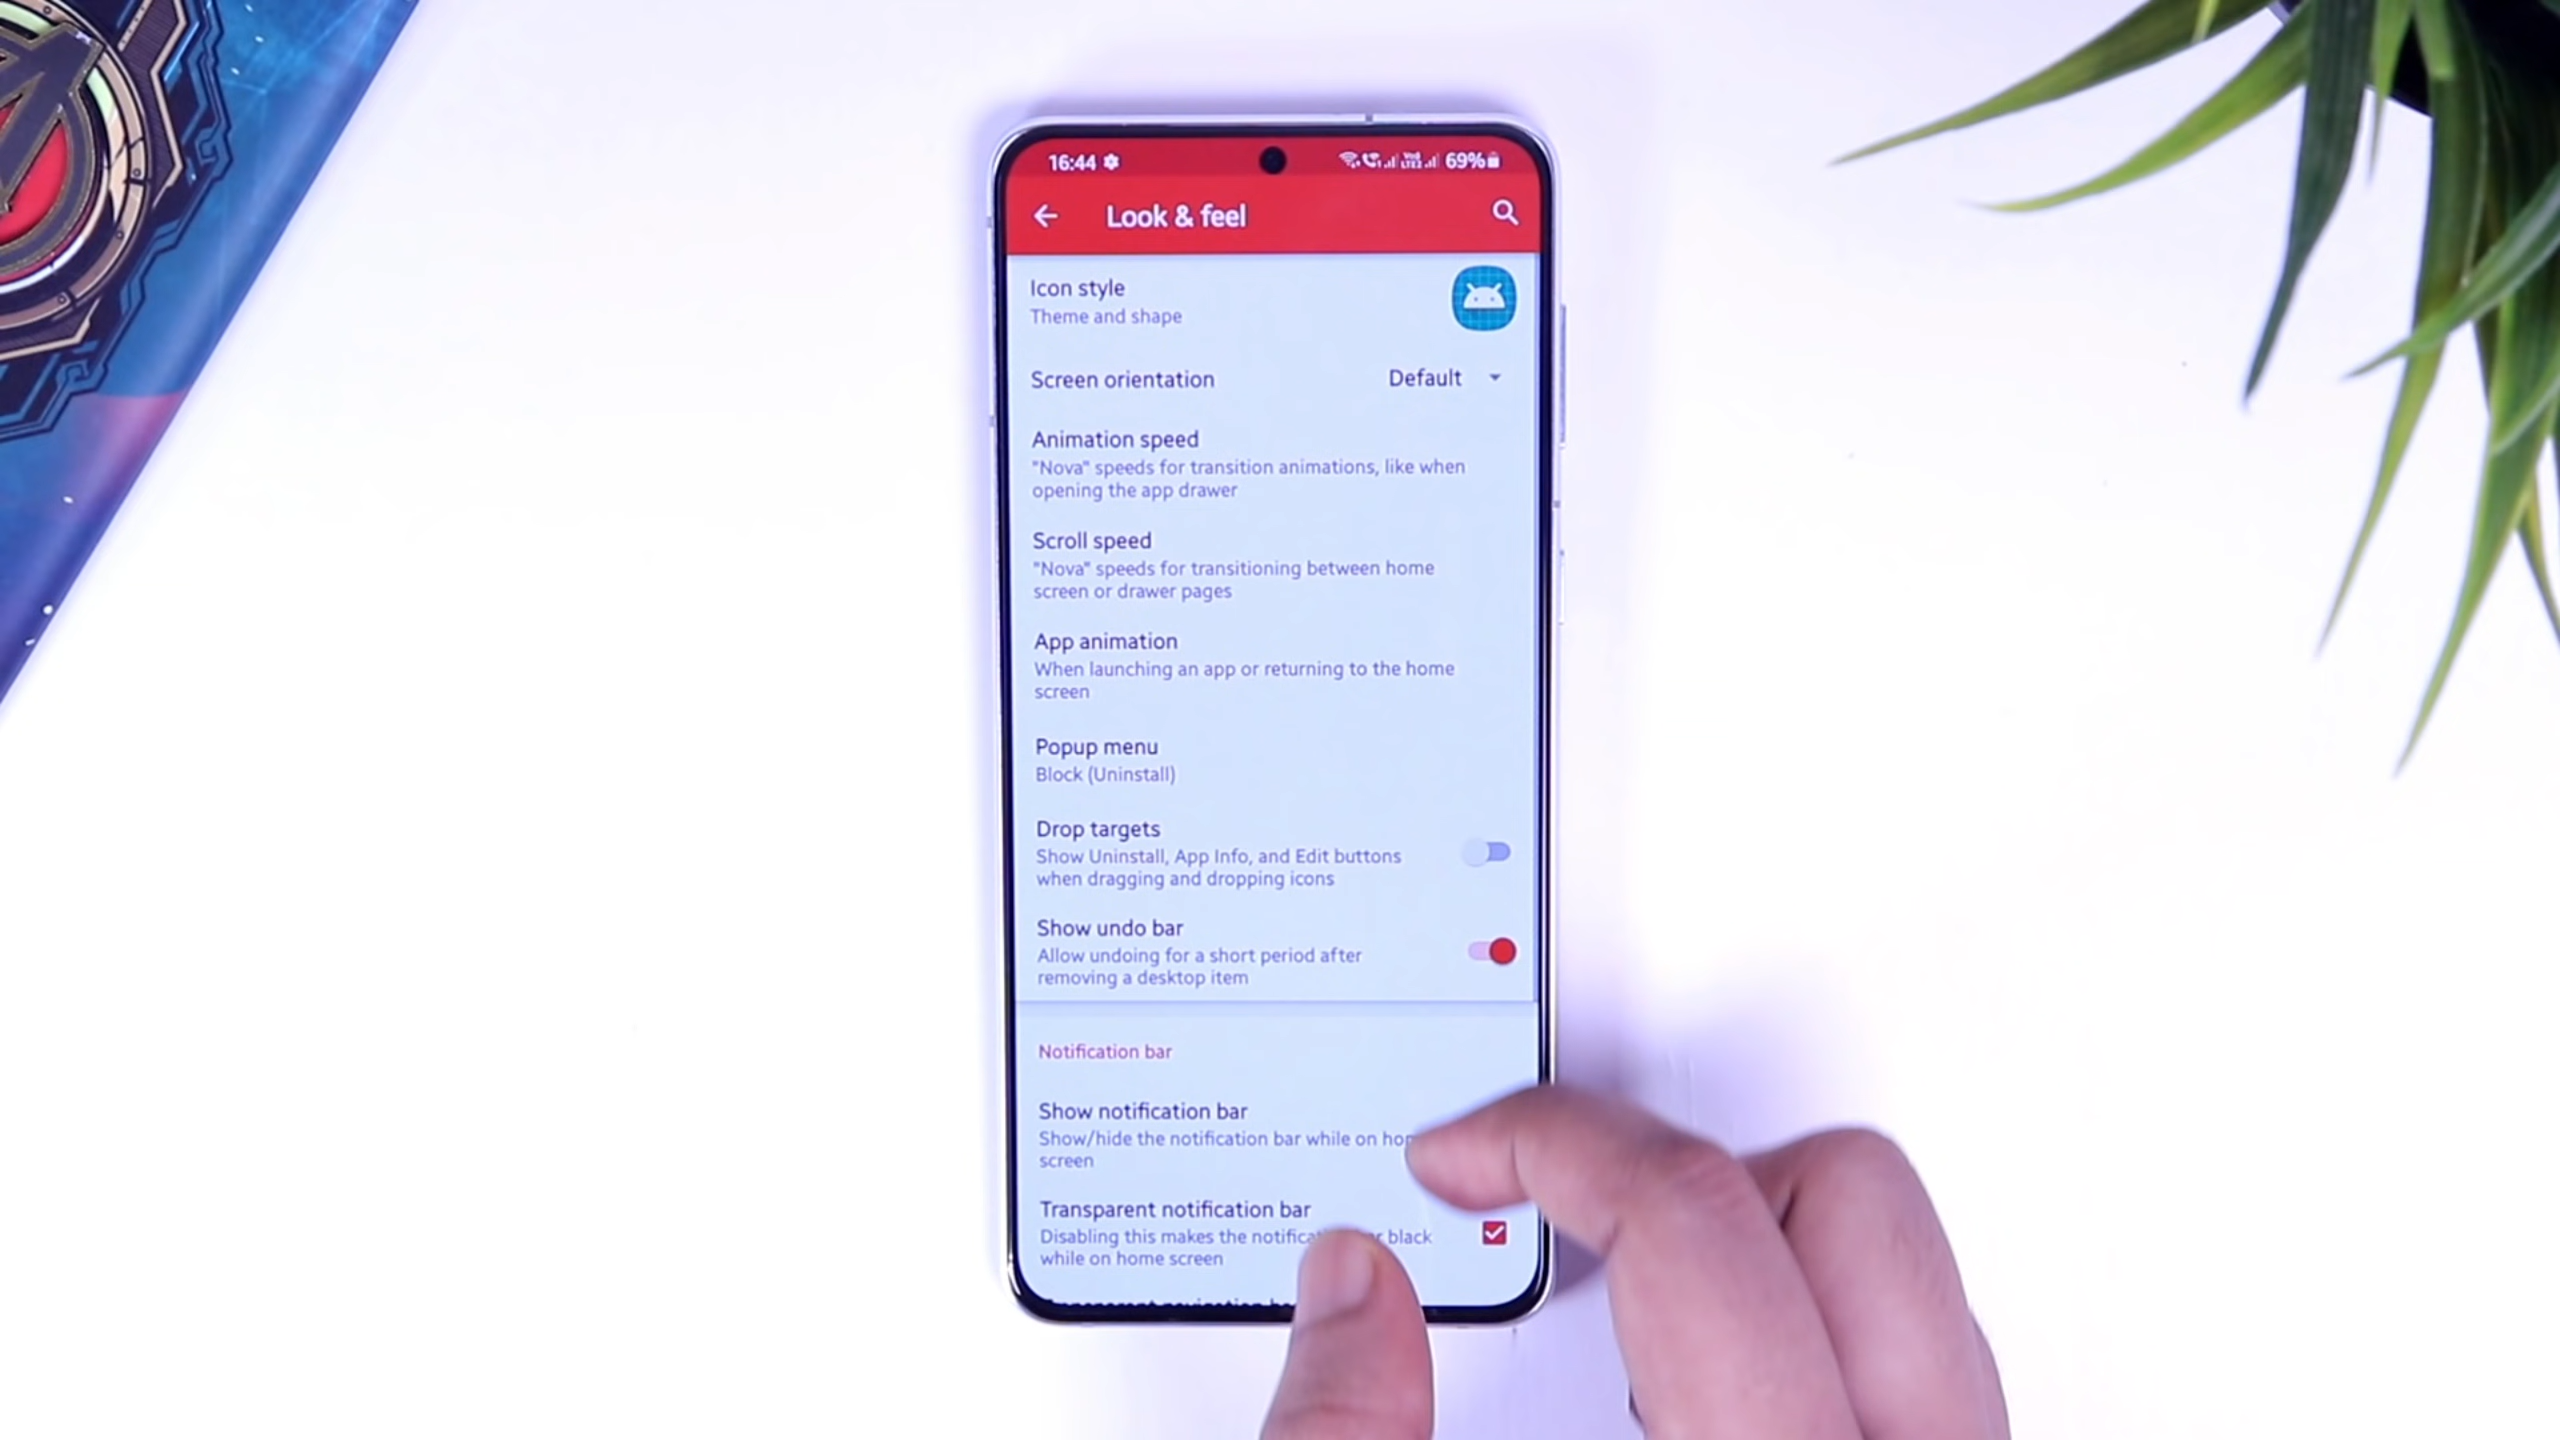 16:44
69%
Look & feel
Icon style
Theme and shape
Screen orientation
Default
Animation speed
"Nova" speeds for transition animations, like when
opening the app drawer
Scroll speed
"Nova" speeds for transitioning between home
screen or drawer pages
App animation
When launching an app or returning to the home
screen
Popup menu
Block (Uninstall)
Drop targets
Show Uninstall, App Info, and Edit buttons
when dragging and dropping icons
Show undo bar
Allow undoing for a short period after
removing a desktop item
Notification bar
Show notification bar
Show/hide the notification bar while on
screen
Transparent notification bar
Disabling this makes the black
while on home screen